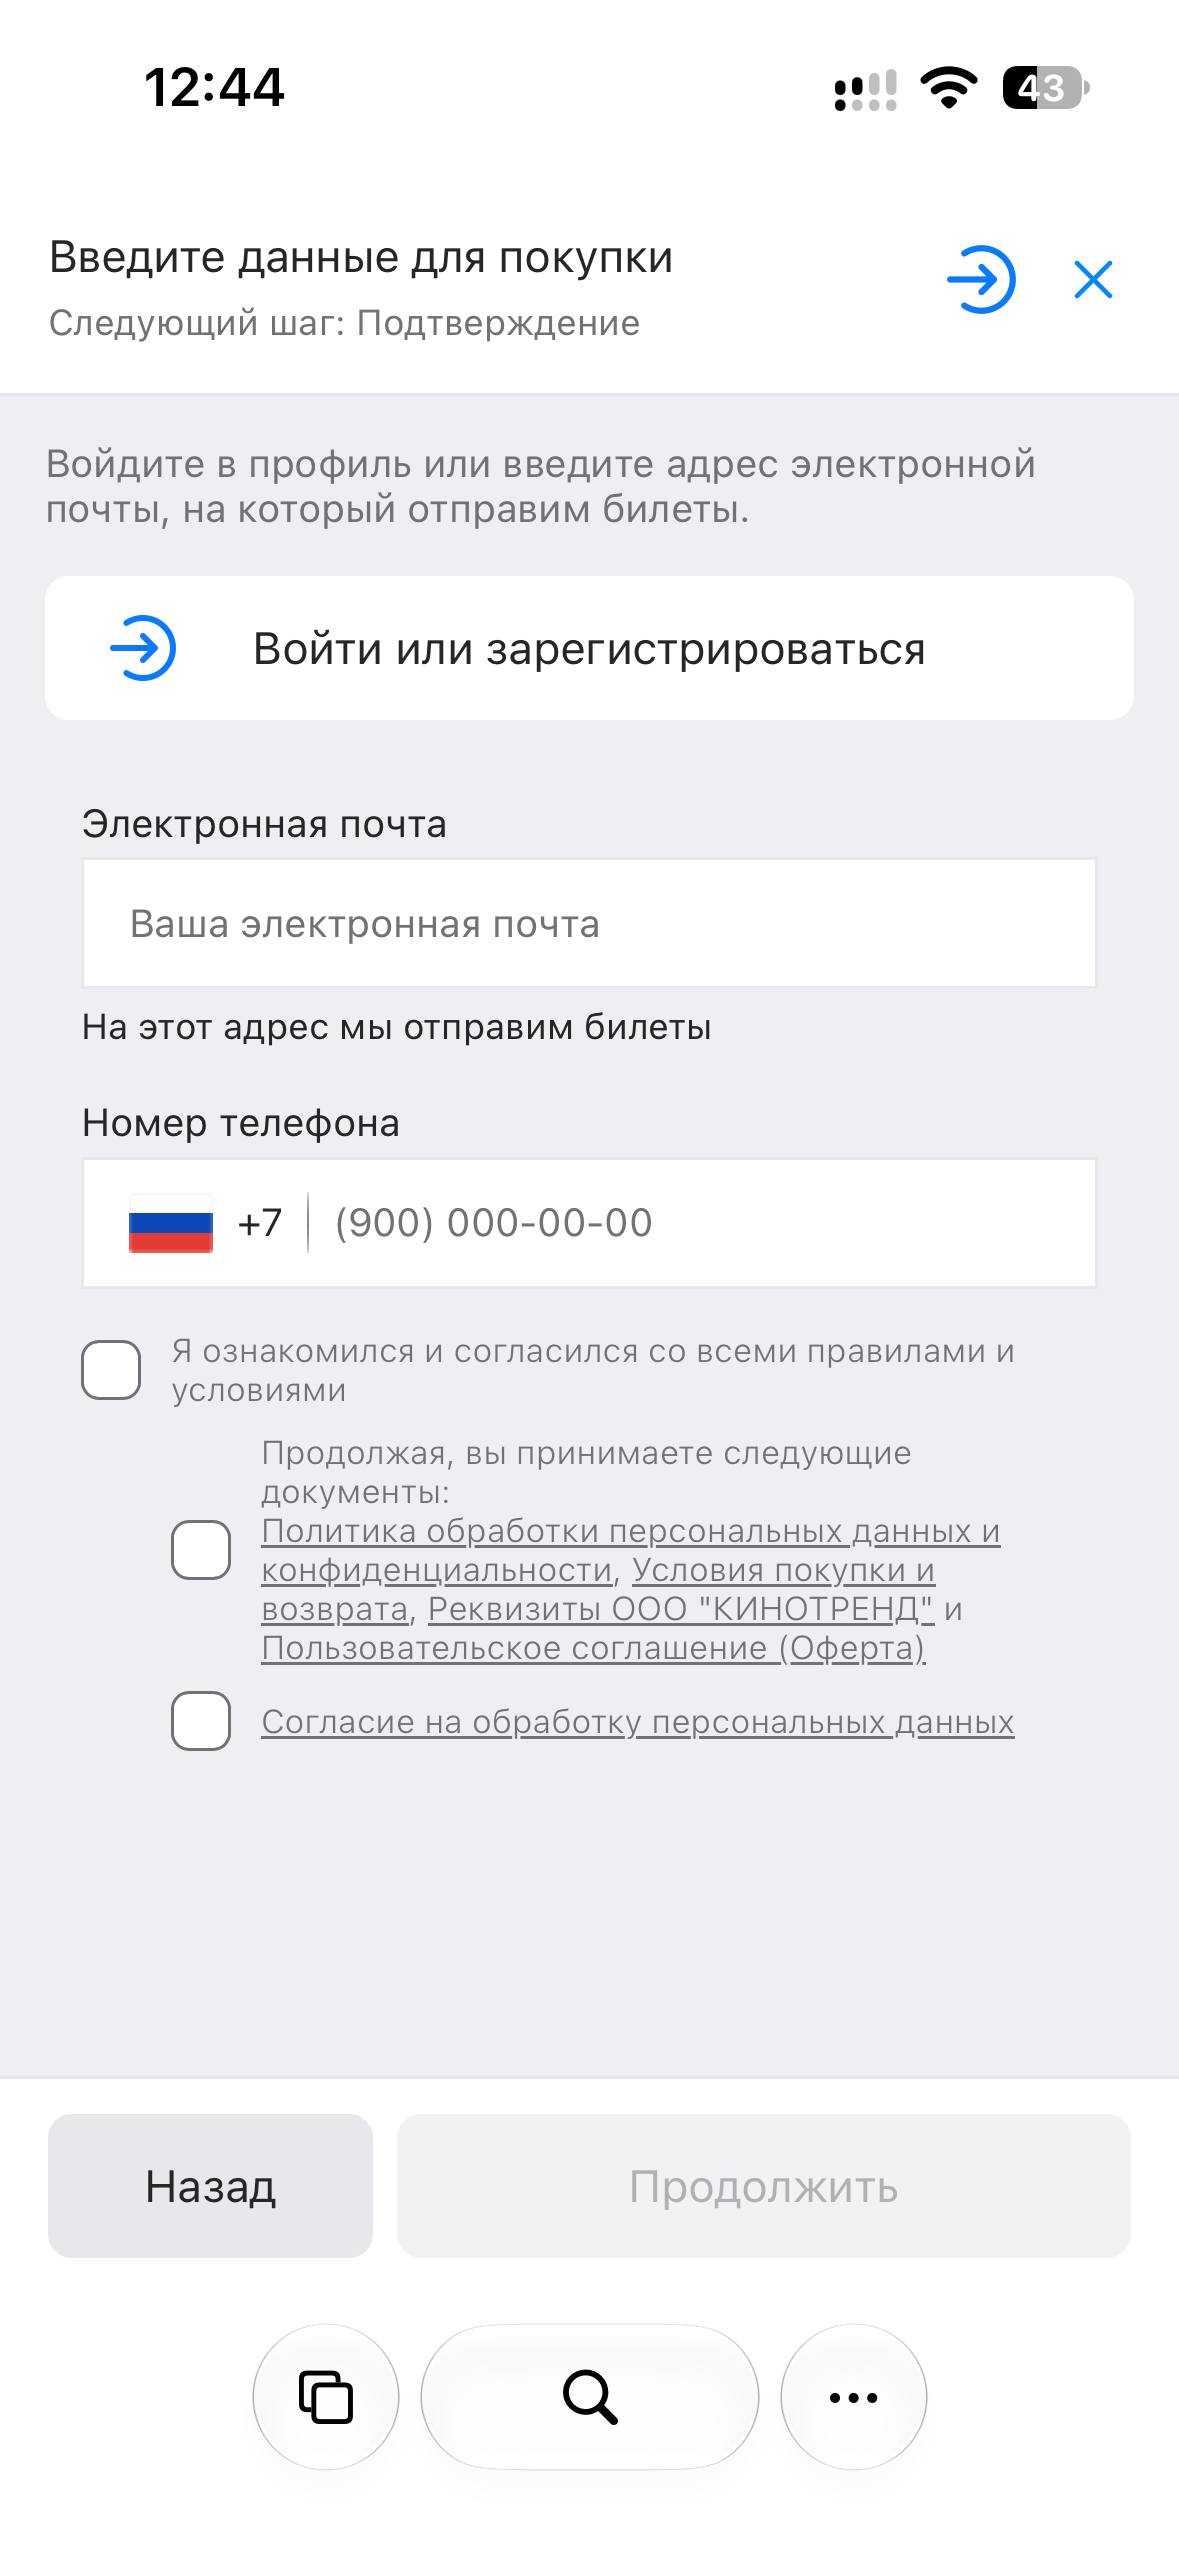 12:44
43
Введите данные для покупки
Следующий шаг: Подтверждение
Войдите в профиль или введите адрес электронной
почты, на который отправим билеты.
Войти или зарегистрироваться
Электронная почта
Ваша электронная почта
На этот адрес мы отправим билеты
Номер телефона
+7 (900) 000-00-00
Я ознакомился и согласился со всеми правилами и
условиями
Продолжая, вы принимаете следующие
документы:
Политика обработки персональных данных и
конфиденциальности, Условия покупки и
возврата, Реквизиты ООО "КИНОТРЕНД" и
Пользовательское соглашение (Оферта)
Согласие на обработку персональных данных
Назад
Продолжить